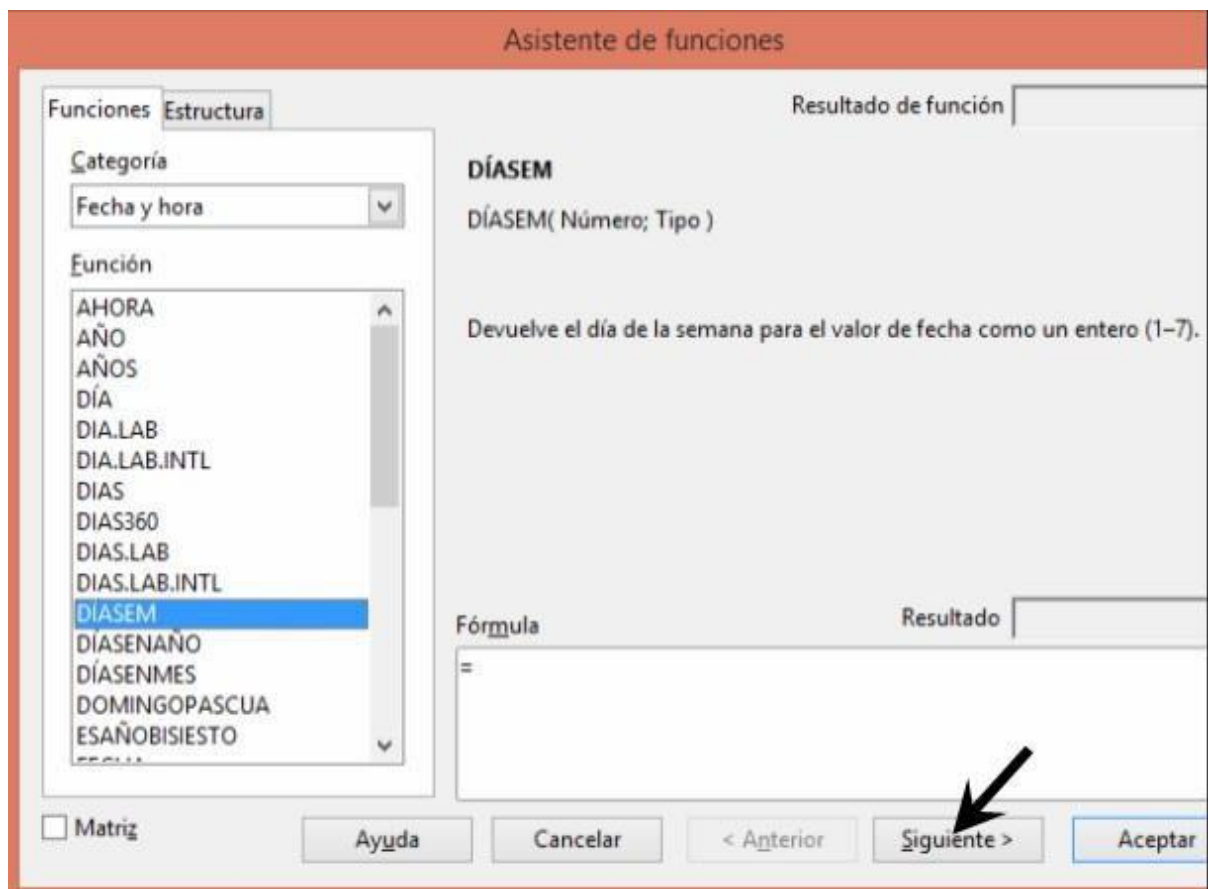 Asistente de funciones
Funciones Estructura
Resultado de función
Categoría
Fecha y hora
Función
AHORA
AÑO
AÑOS
DÍA
DIA.LAB
DIA.LAB.INTL
DIAS
DIAS360
DIAS.LAB
DIAS.LAB.INTL
DÍASEM
DÍASENAÑO
DÍASENMES
DOMINGOPASCUA
ESAÑOBISIESTO
DÍASEM
DÍASEM( Número; Tipo )
Devuelve el día de la semana para el valor de fecha como un entero (1–7).
Fórmula
Resultado
=
Matriz
Ayuda
Cancelar
< Anterior
Siguiente >
Aceptar